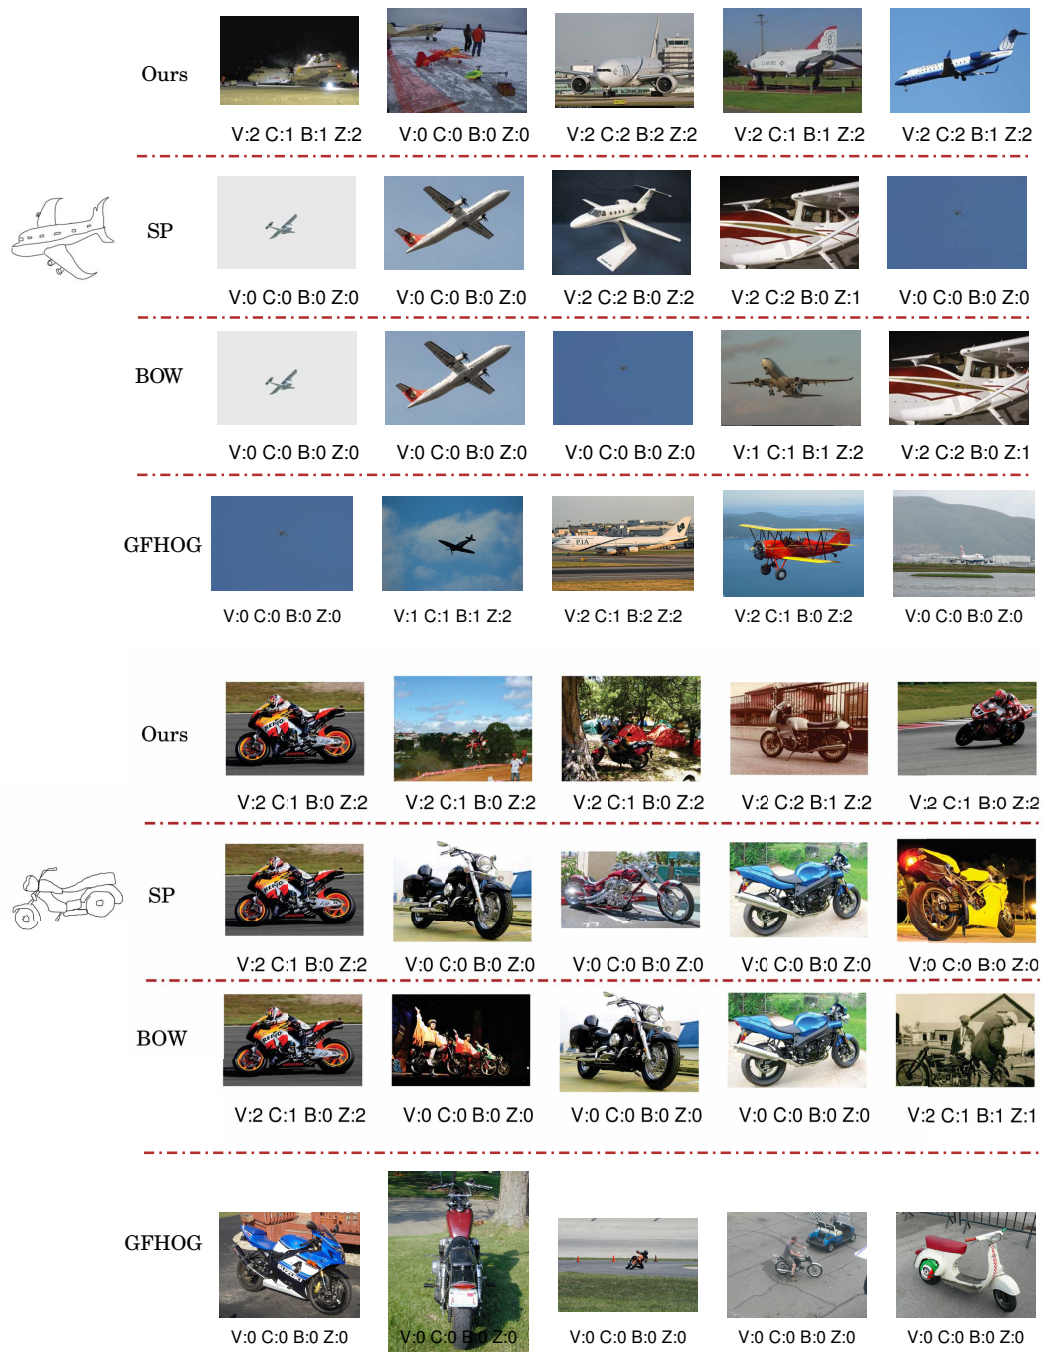 Ours
V:2 C:1 B:1 Z:2 V:0 C:0 B:0 Z:0 V:2 C:2 B:2 Z:2 V:2 C:1 B:1 Z:2 V:2 C:2 B:1 Z:2
SP
V:0 C:0 B:0 Z:0 V:0 C:0 B:0 Z:0 V:2 C:2 B:0 Z:2 V:2 C:2 B:0 Z:1 V:0 C:0 B:0 Z:0
BOW
V:0 C:0 B:0 Z:0 V:0 C:0 B:0 Z:0 V:0 C:0 B:0 Z:0 V:1 C:1 B:1 Z:2 V:2 C:2 B:0 Z:1
GFHOG
PIA
V:0 C:0 B:0 Z:0 V:1 C:1 B:1 Z:2 V:2 C:1 B:2 Z:2 V:2 C:1 B:0 Z:2 V:0 C:0 B:0 Z:0
Ours
V:2 C:1 B:0 Z:2 V:2 C:1 B:0 Z:2 V:2 C:1 B:0 Z:2 V:2 C:2 B:1 Z:2 V:2 C:1 B:0 Z:2
SP
V:2 C:1 B:0 Z:2 V:0 C:0 B:0 Z:0 V:0 C:0 B:0 Z:0 V:0 C:0 B:0 Z:0 V:0 C:0 B:0 Z:0
BOW
V:2 C:1 B:0 Z:2 V:0 C:0 B:0 Z:0 V:0 C:0 B:0 Z:0 V:0 C:0 B:0 Z:0 V:2 C:1 B:1 Z:1
GFHOG
SUZUKI
V:0 C:0 B:0 Z:0 V:0 C:0 B:0 Z:0 V:0 C:0 B:0 Z:0 V:0 C:0 B:0 Z:0 V:0 C:0 B:0 Z:0